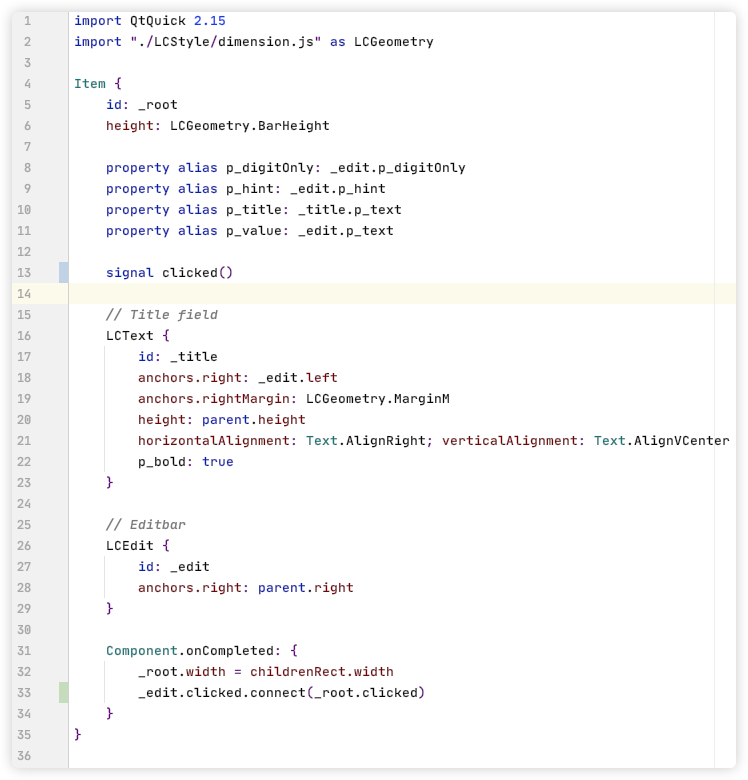 1 import QtQuick 2.15
2 import "./LCStyle/dimension.js" as LCGeometry
3
4 Item {
5     id: _root
6     height: LCGeometry.BarHeight
7
8     property alias p_digitOnly: _edit.p_digitOnly
9     property alias p_hint: _edit.p_hint
10     property alias p_title: _title.p_text
11     property alias p_value: _edit.p_text
12
13     signal clicked()
14
15     // Title field
16     LCText {
17         id: _title
18         anchors.right: _edit.left
19         anchors.rightMargin: LCGeometry.MarginM
20         height: parent.height
21         horizontalAlignment: Text.AlignRight; verticalAlignment: Text.AlignVCenter
22         p_bold: true
23     }
24
25     // Editbar
26     LCEdit {
27         id: _edit
28         anchors.right: parent.right
29     }
30
31     Component.onCompleted: {
32         _root.width = childrenRect.width
33         _edit.clicked.connect(_root.clicked)
34     }
35 }
36